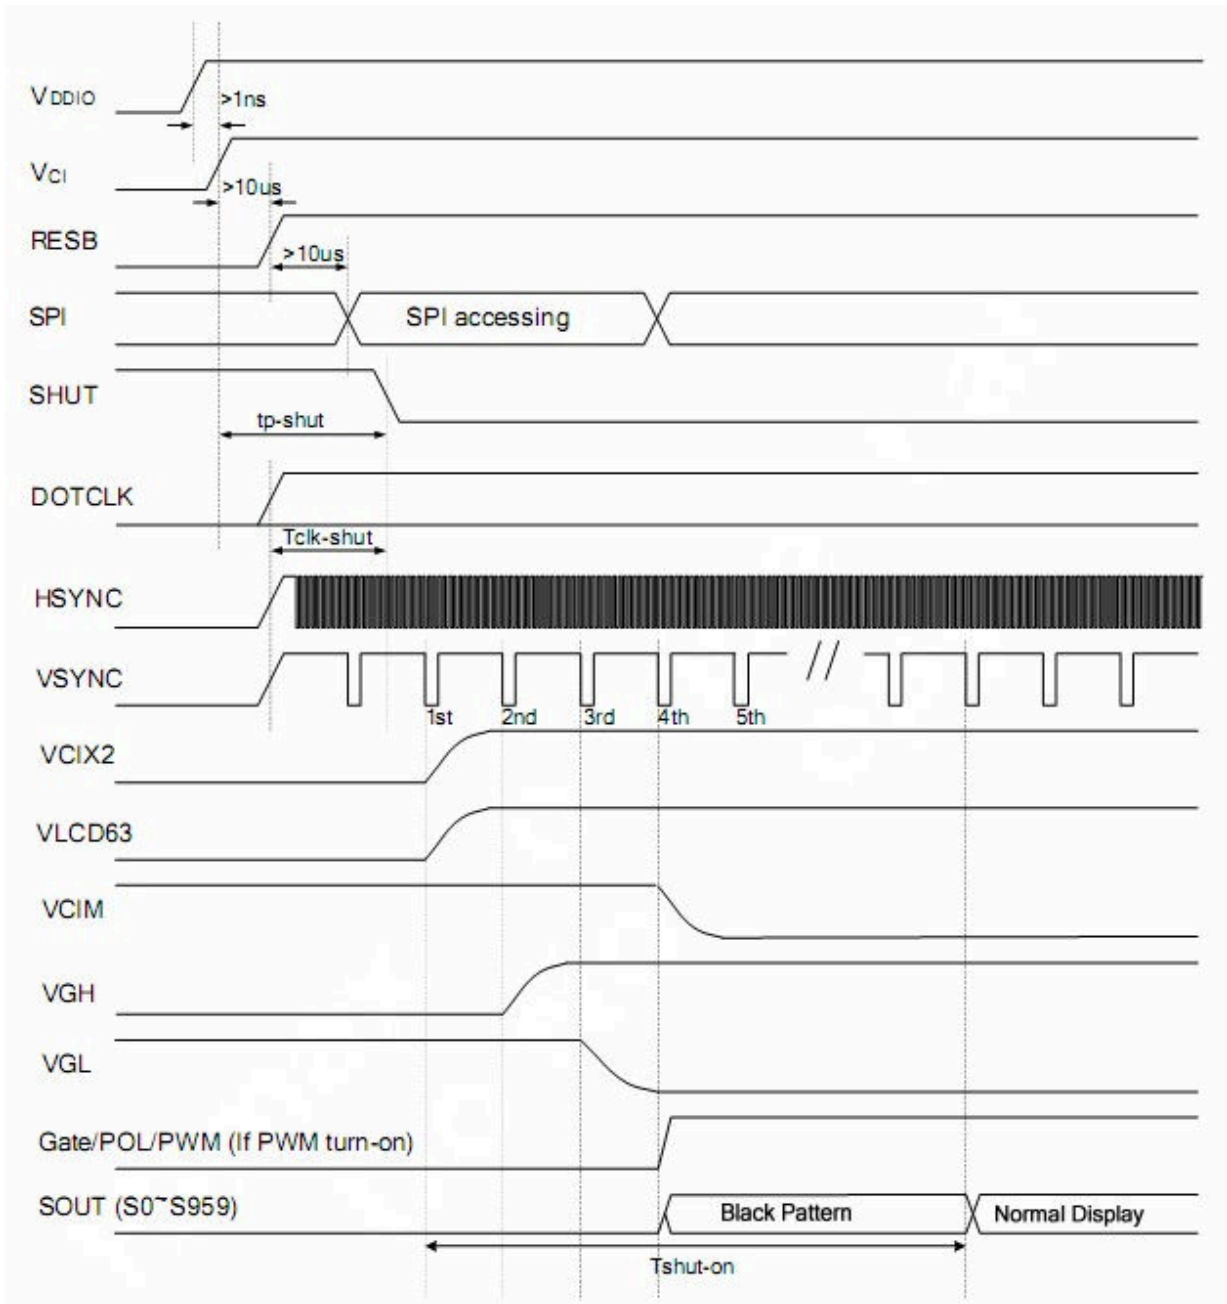 VDDIO
>1ns
VCI
>10us
RESB
>10us
SPI
SPI accessing
SHUT
tp-shut
DOTCLK
Tclk-shut
HSYNC
VSYNC
1st 2nd 3rd 4th 5th
VCIX2
VLCD63
VCIM
VGH
VGL
Gate/POL/PWM (If PWM turn-on)
SOUT (S0~S959)
Black Pattern
Normal Display
Tshut-on